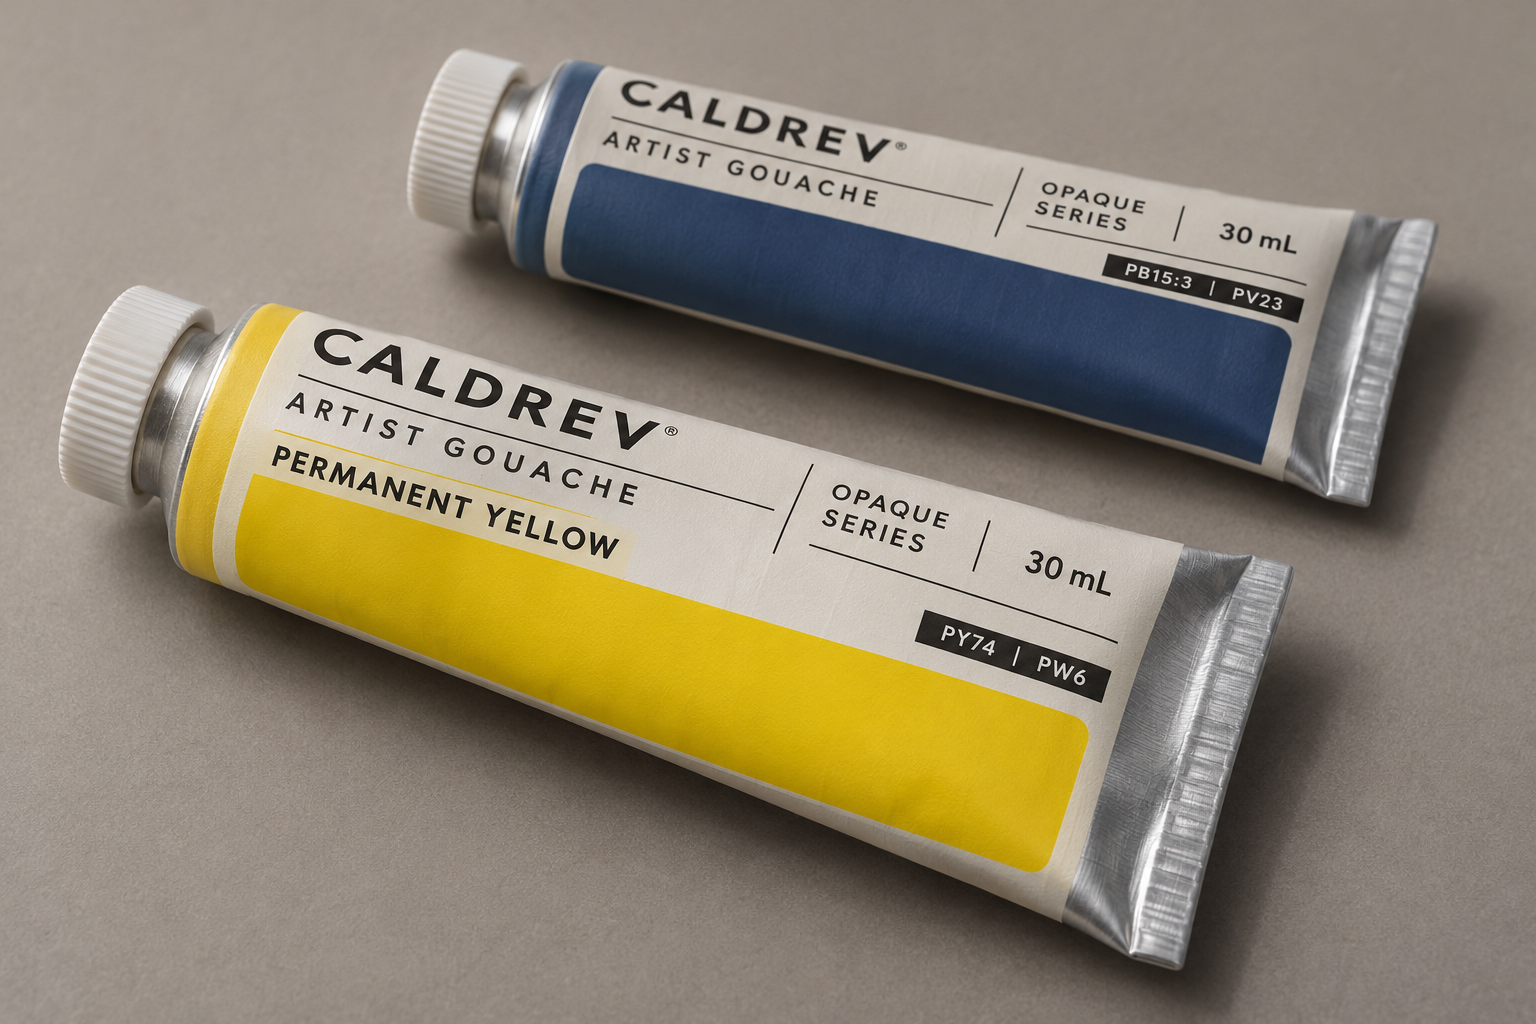 CALDREV®
ARTIST GOUACHE
OPAQUE
SERIES
30 mL
PB15:3 | PV23
CALDREV®
ARTIST GOUACHE
PERMANENT YELLOW
OPAQUE
SERIES
30 mL
PY74 | PW6